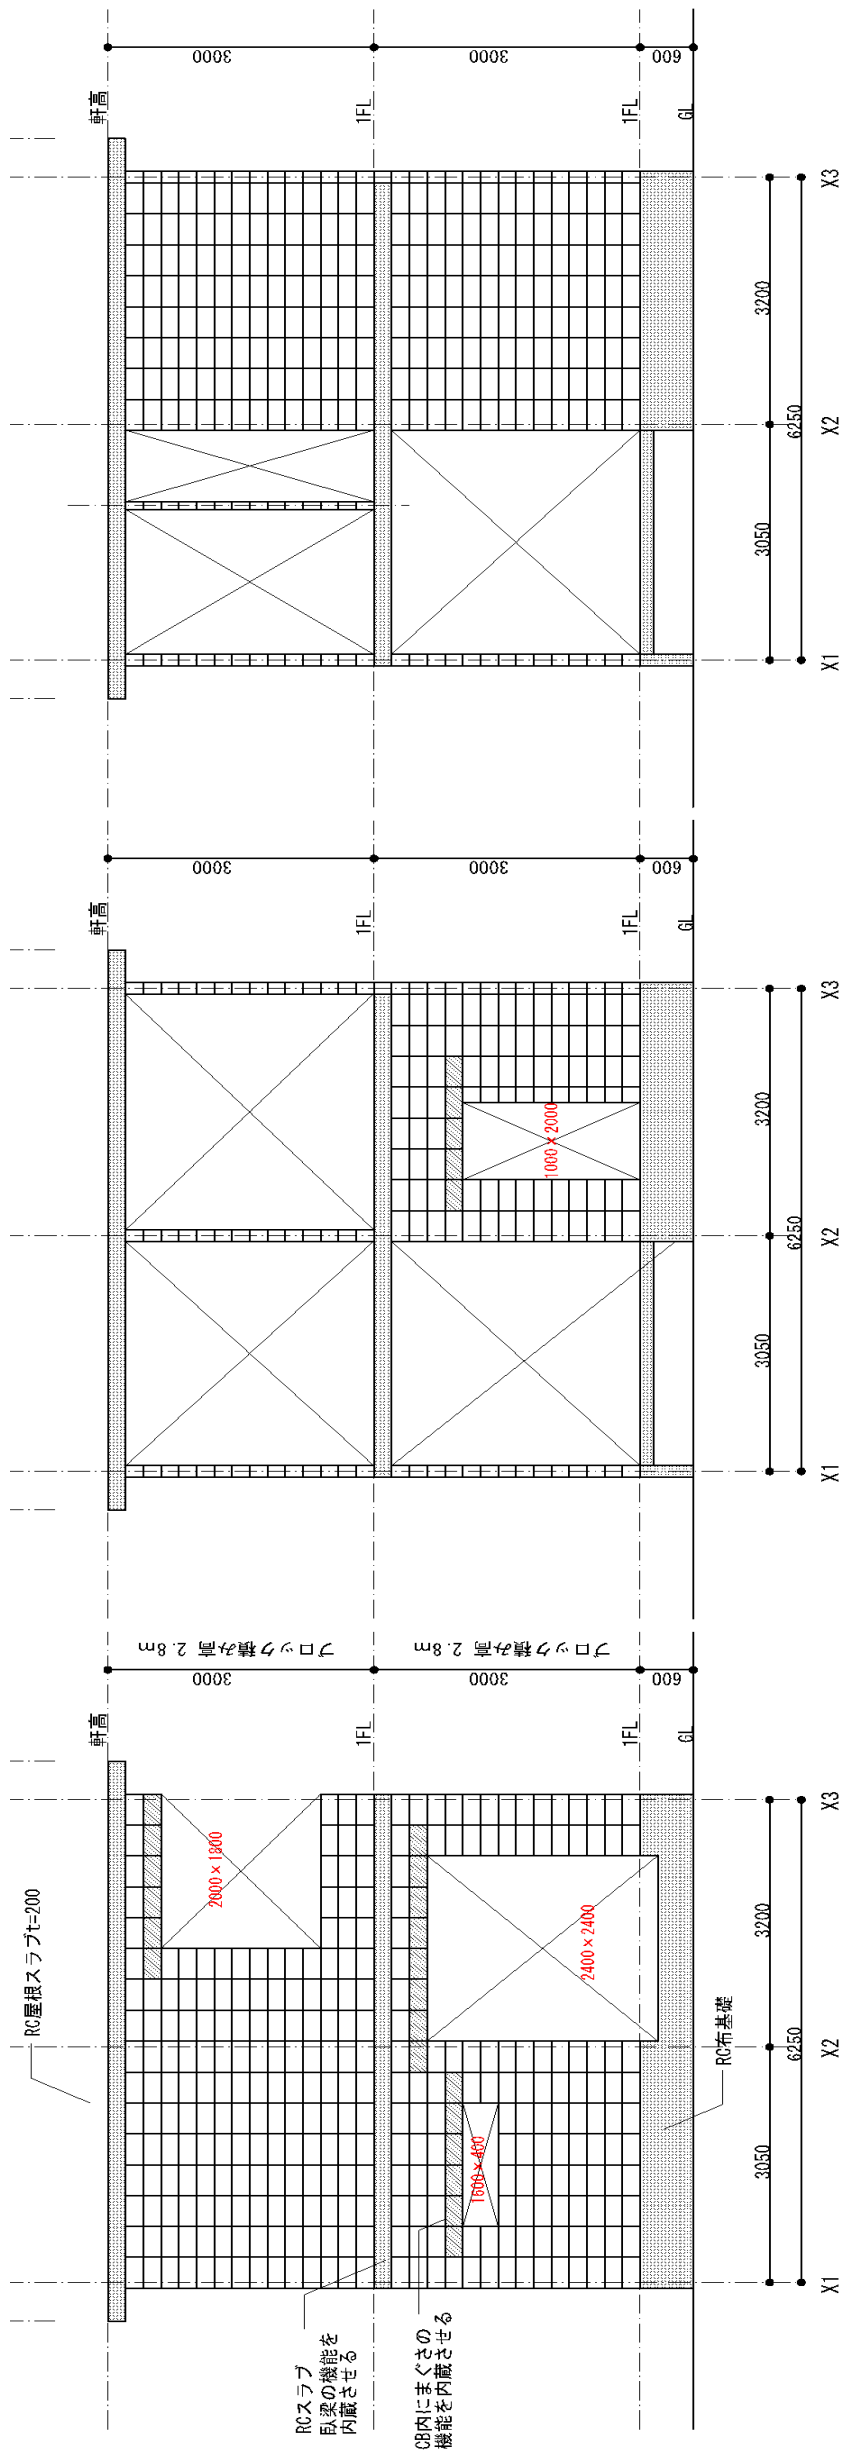 RC屋根スラブt=200
軒高
3000
ブロック積み高 2.8m
2000×1800
RCスラブ
臥梁の機能を
内蔵させる
1FL
3000
ブロック積み高 2.8m
CB内にまぐさの
機能を内蔵させる
1600×400
2400×2400
1FL
600
GL
RC布基礎
3050
3200
6250
X1
X2
X3
軒高
3000
1FL
3000
1000×2000
1FL
600
GL
3050
3200
6250
X1
X2
X3
軒高
3000
1FL
3000
1FL
600
GL
3050
3200
6250
X1
X2
X3